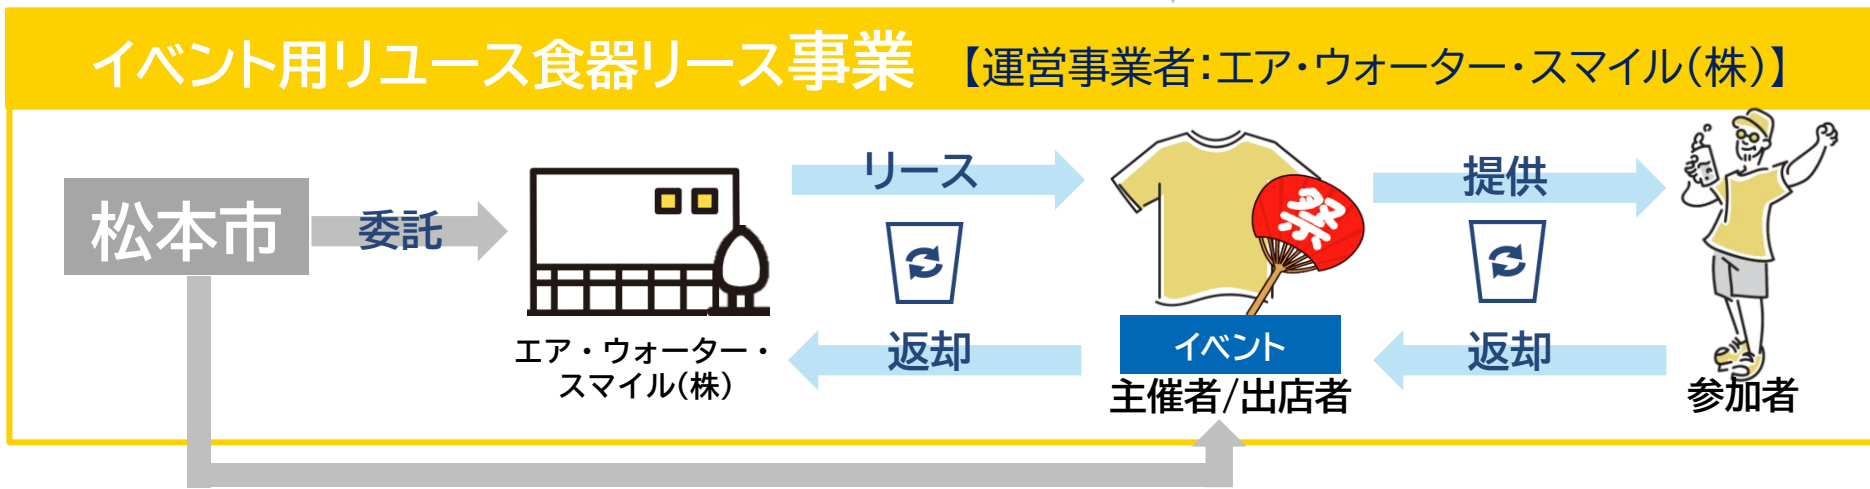 イベント用リユース食器リース事業 【運営事業者：エア・ウォーター・スマイル(株)】
松本市
委託
エア・ウォーター・
スマイル(株)
リース
返却
祭
イベント
主催者/出店者
提供
返却
参加者